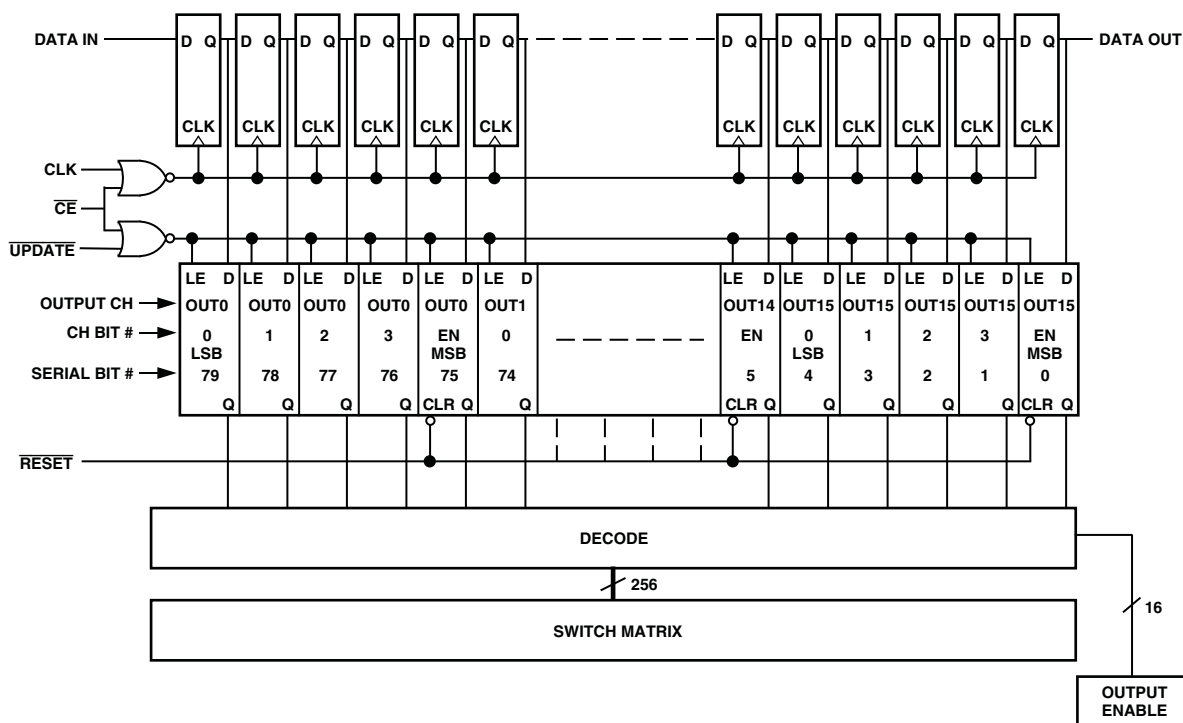 DATA IN D Q D Q D Q D Q D Q D Q D Q D Q D Q D Q D Q D Q DATA OUT
CLK CLK CLK CLK CLK CLK CLK CLK CLK CLK CLK CLK
CLK
CE
UPDATE
LE D LE D LE D LE D LE D LE D LE D LE D LE D LE D LE D LE D
OUTPUT CH OUT0 OUT0 OUT0 OUT0 OUT0 OUT1 OUT14 OUT15 OUT15 OUT15 OUT15 OUT15
CH BIT # 0 1 2 3 EN 0 EN 0 1 2 3 EN
LSB MSB LSB MSB
SERIAL BIT # 79 78 77 76 75 74 5 4 3 2 1 0
Q Q Q Q CLR Q Q CLR Q Q Q Q Q CLR Q
RESET
DECODE
256
16
SWITCH MATRIX
OUTPUT
ENABLE